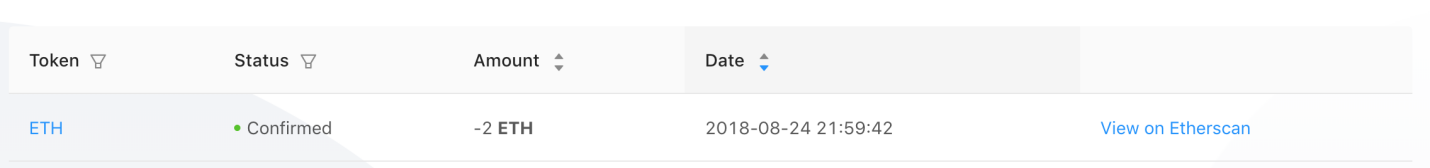 Token Status Amount Date
ETH Confirmed -2 ETH 2018-08-24 21:59:42 View on Etherscan